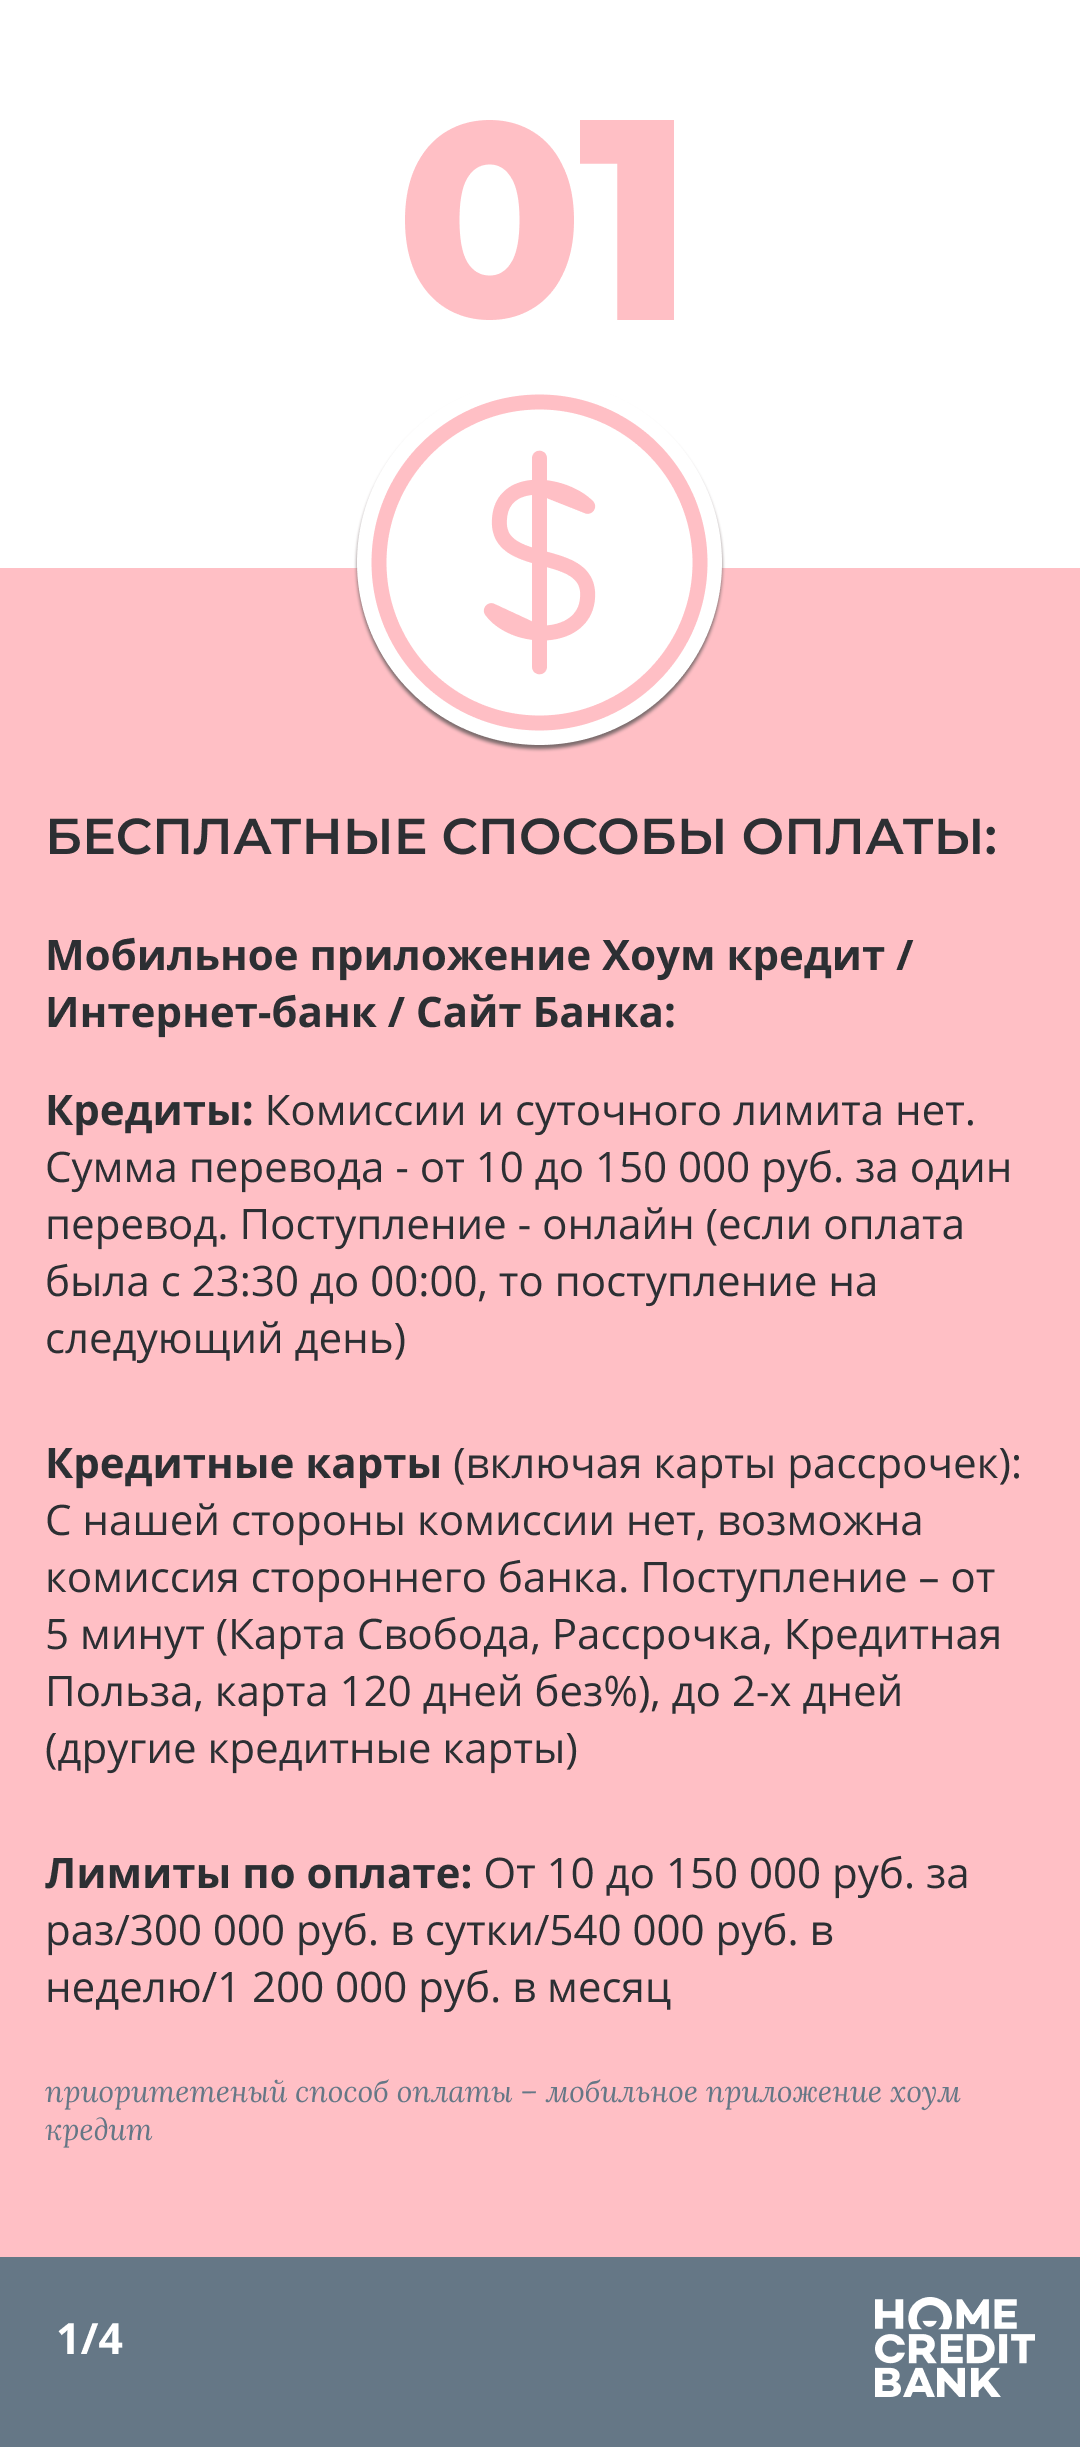 01
$
БЕСПЛАТНЫЕ СПОСОБЫ ОПЛАТЫ:
Мобильное приложение Хоум кредит /
Интернет-банк / Сайт Банка:
Кредиты: Комиссии и суточного лимита нет.
Сумма перевода - от 10 до 150 000 руб. за один
перевод. Поступление - онлайн (если оплата
была с 23:30 до 00:00, то поступление на
следующий день)
Кредитные карты (включая карты рассрочек):
С нашей стороны комиссии нет, возможна
комиссия стороннего банка. Поступление – от
5 минут (Карта Свобода, Рассрочка, Кредитная
Польза, карта 120 дней без%), до 2-х дней
(другие кредитные карты)
Лимиты по оплате: От 10 до 150 000 руб. за
раз/300 000 руб. в сутки/540 000 руб. в
неделю/1 200 000 руб. в месяц
приоритетеный способ оплаты – мобильное приложение хоум
кредит
1/4
HOME
CREDIT
BANK